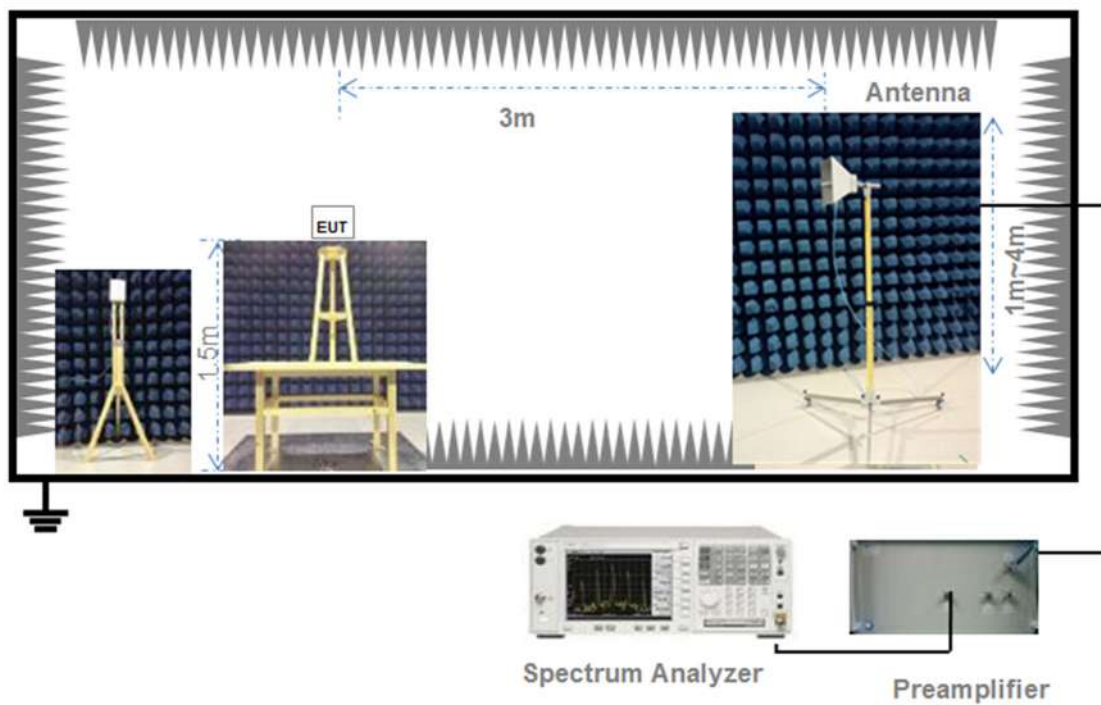 Antenna
3m
EUT
1.5m
1m~4m
Spectrum Analyzer
Preamplifier